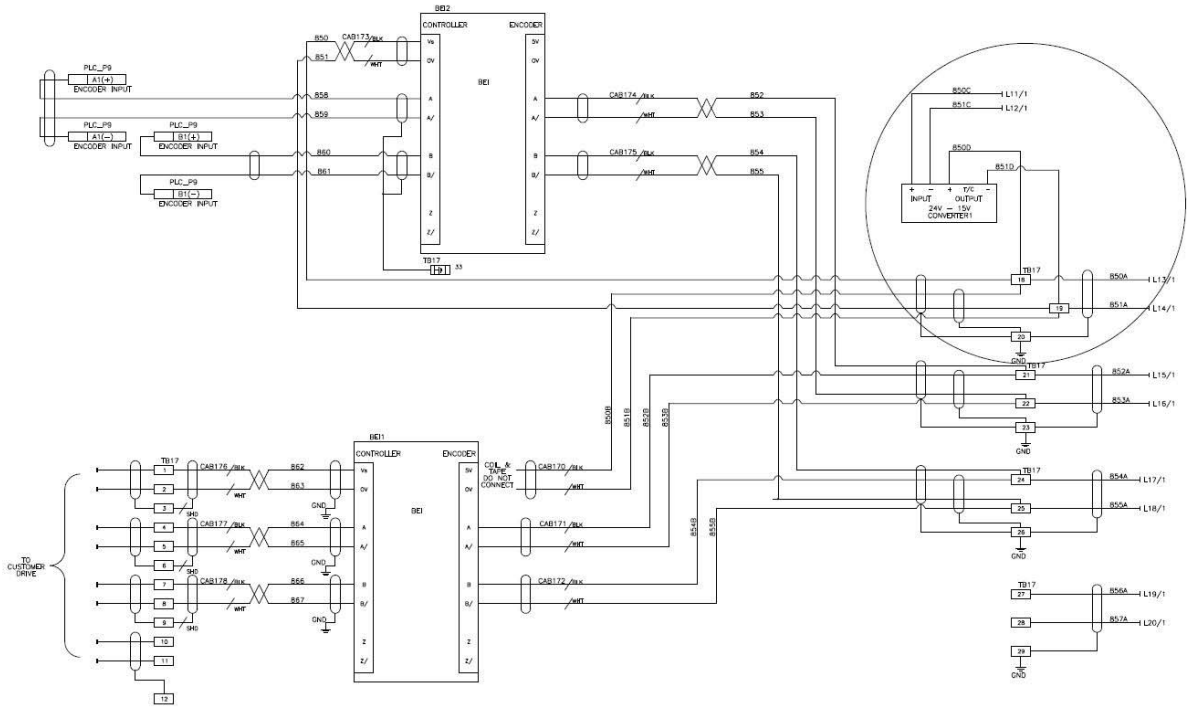 BEI2
CONTROLLER
ENCODER
BEI
Vs
0V
A
A/
B
B/
Z
Z/
5V
0V
A
A/
B
B/
Z
Z/
850
CAB173
BLK
851
WHT
PLC_P9
A1(+)
ENCODER INPUT
858
859
PLC_P9
A1(-)
ENCODER INPUT
PLC_P9
B1(+)
ENCODER INPUT
860
861
PLC_P9
B1(-)
ENCODER INPUT
TB17
33
CAB174
BLK
852
WHT
853
CAB175
BLK
854
WHT
855
850C
L11/1
851C
L12/1
850D
851D
+ - + T/C -
INPUT OUTPUT
24V - 15V
CONVERTER1
TB17
18
850A
L13/1
19
851A
L14/1
20
GND
TB17
21
852A
L15/1
22
853A
L16/1
23
GND
TB17
24
854A
L17/1
25
855A
L18/1
26
GND
TB17
27
856A
L19/1
28
857A
L20/1
29
GND
850B
851B
852B
853B
854B
855B
BEI1
CONTROLLER
ENCODER
BEI
Vs
0V
A
A/
B
B/
Z
Z/
5V
0V
A
A/
B
B/
Z
Z/
COIL &
TAPE
DO NOT
CONNECT
CAB170
BLK
WHT
CAB171
BLK
WHT
CAB172
BLK
WHT
TO
CUSTOMER
DRIVE
TB17
1
CAB176
BLK
862
2
WHT
863
3
SHD
GND
4
CAB177
BLK
864
5
WHT
865
6
SHD
GND
7
CAB178
BLK
866
8
WHT
867
9
SHD
GND
10
11
12